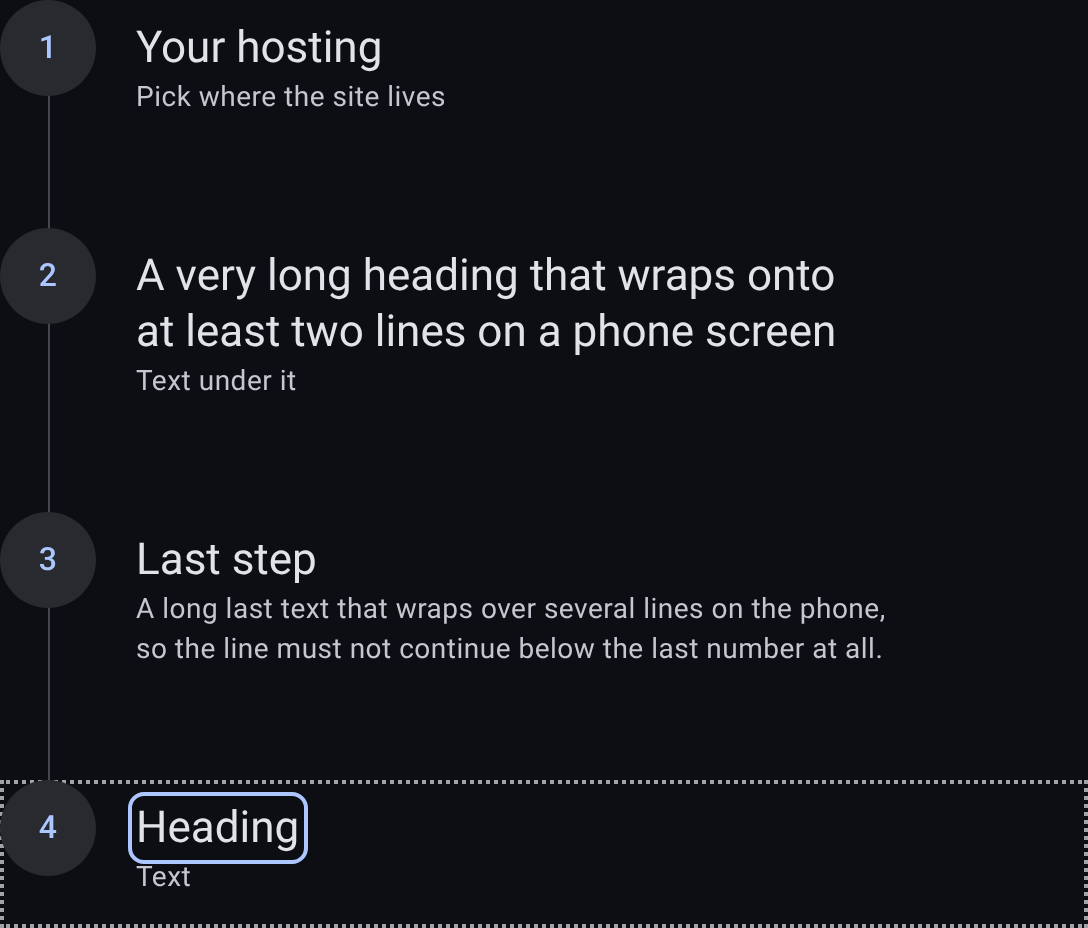 1
Your hosting
Pick where the site lives
2
A very long heading that wraps onto
at least two lines on a phone screen
Text under it
3
Last step
A long last text that wraps over several lines on the phone,
so the line must not continue below the last number at all.
4
Heading
Text